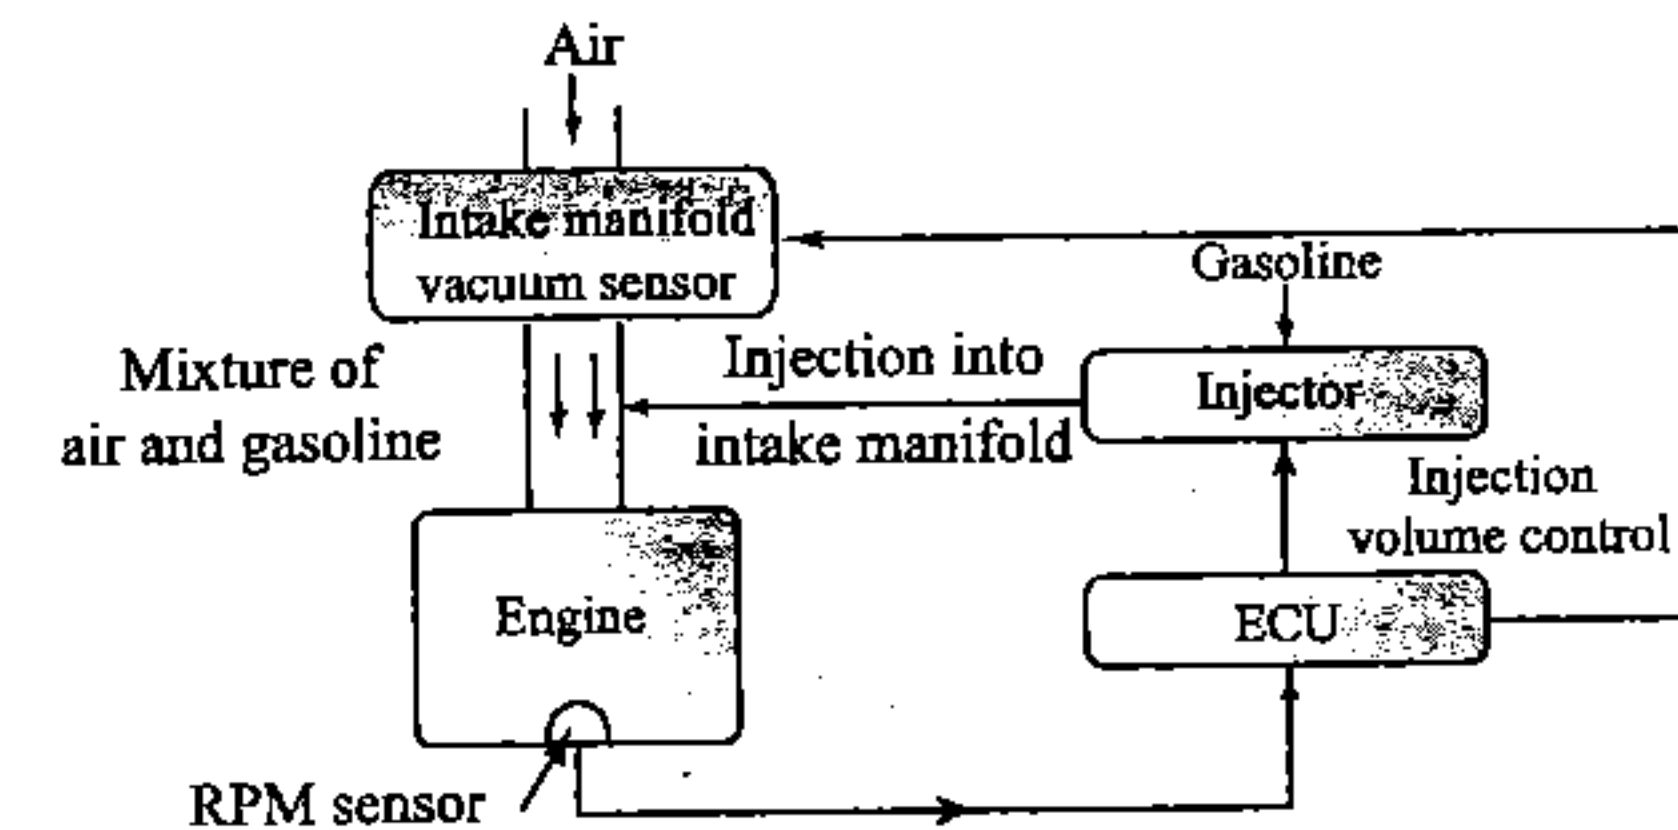 Air
Intake manifold
vacuum sensor
Gasoline
Mixture of
air and gasoline
Injection into
intake manifold
Injector
Injection
volume control
Engine
ECU
RPM sensor